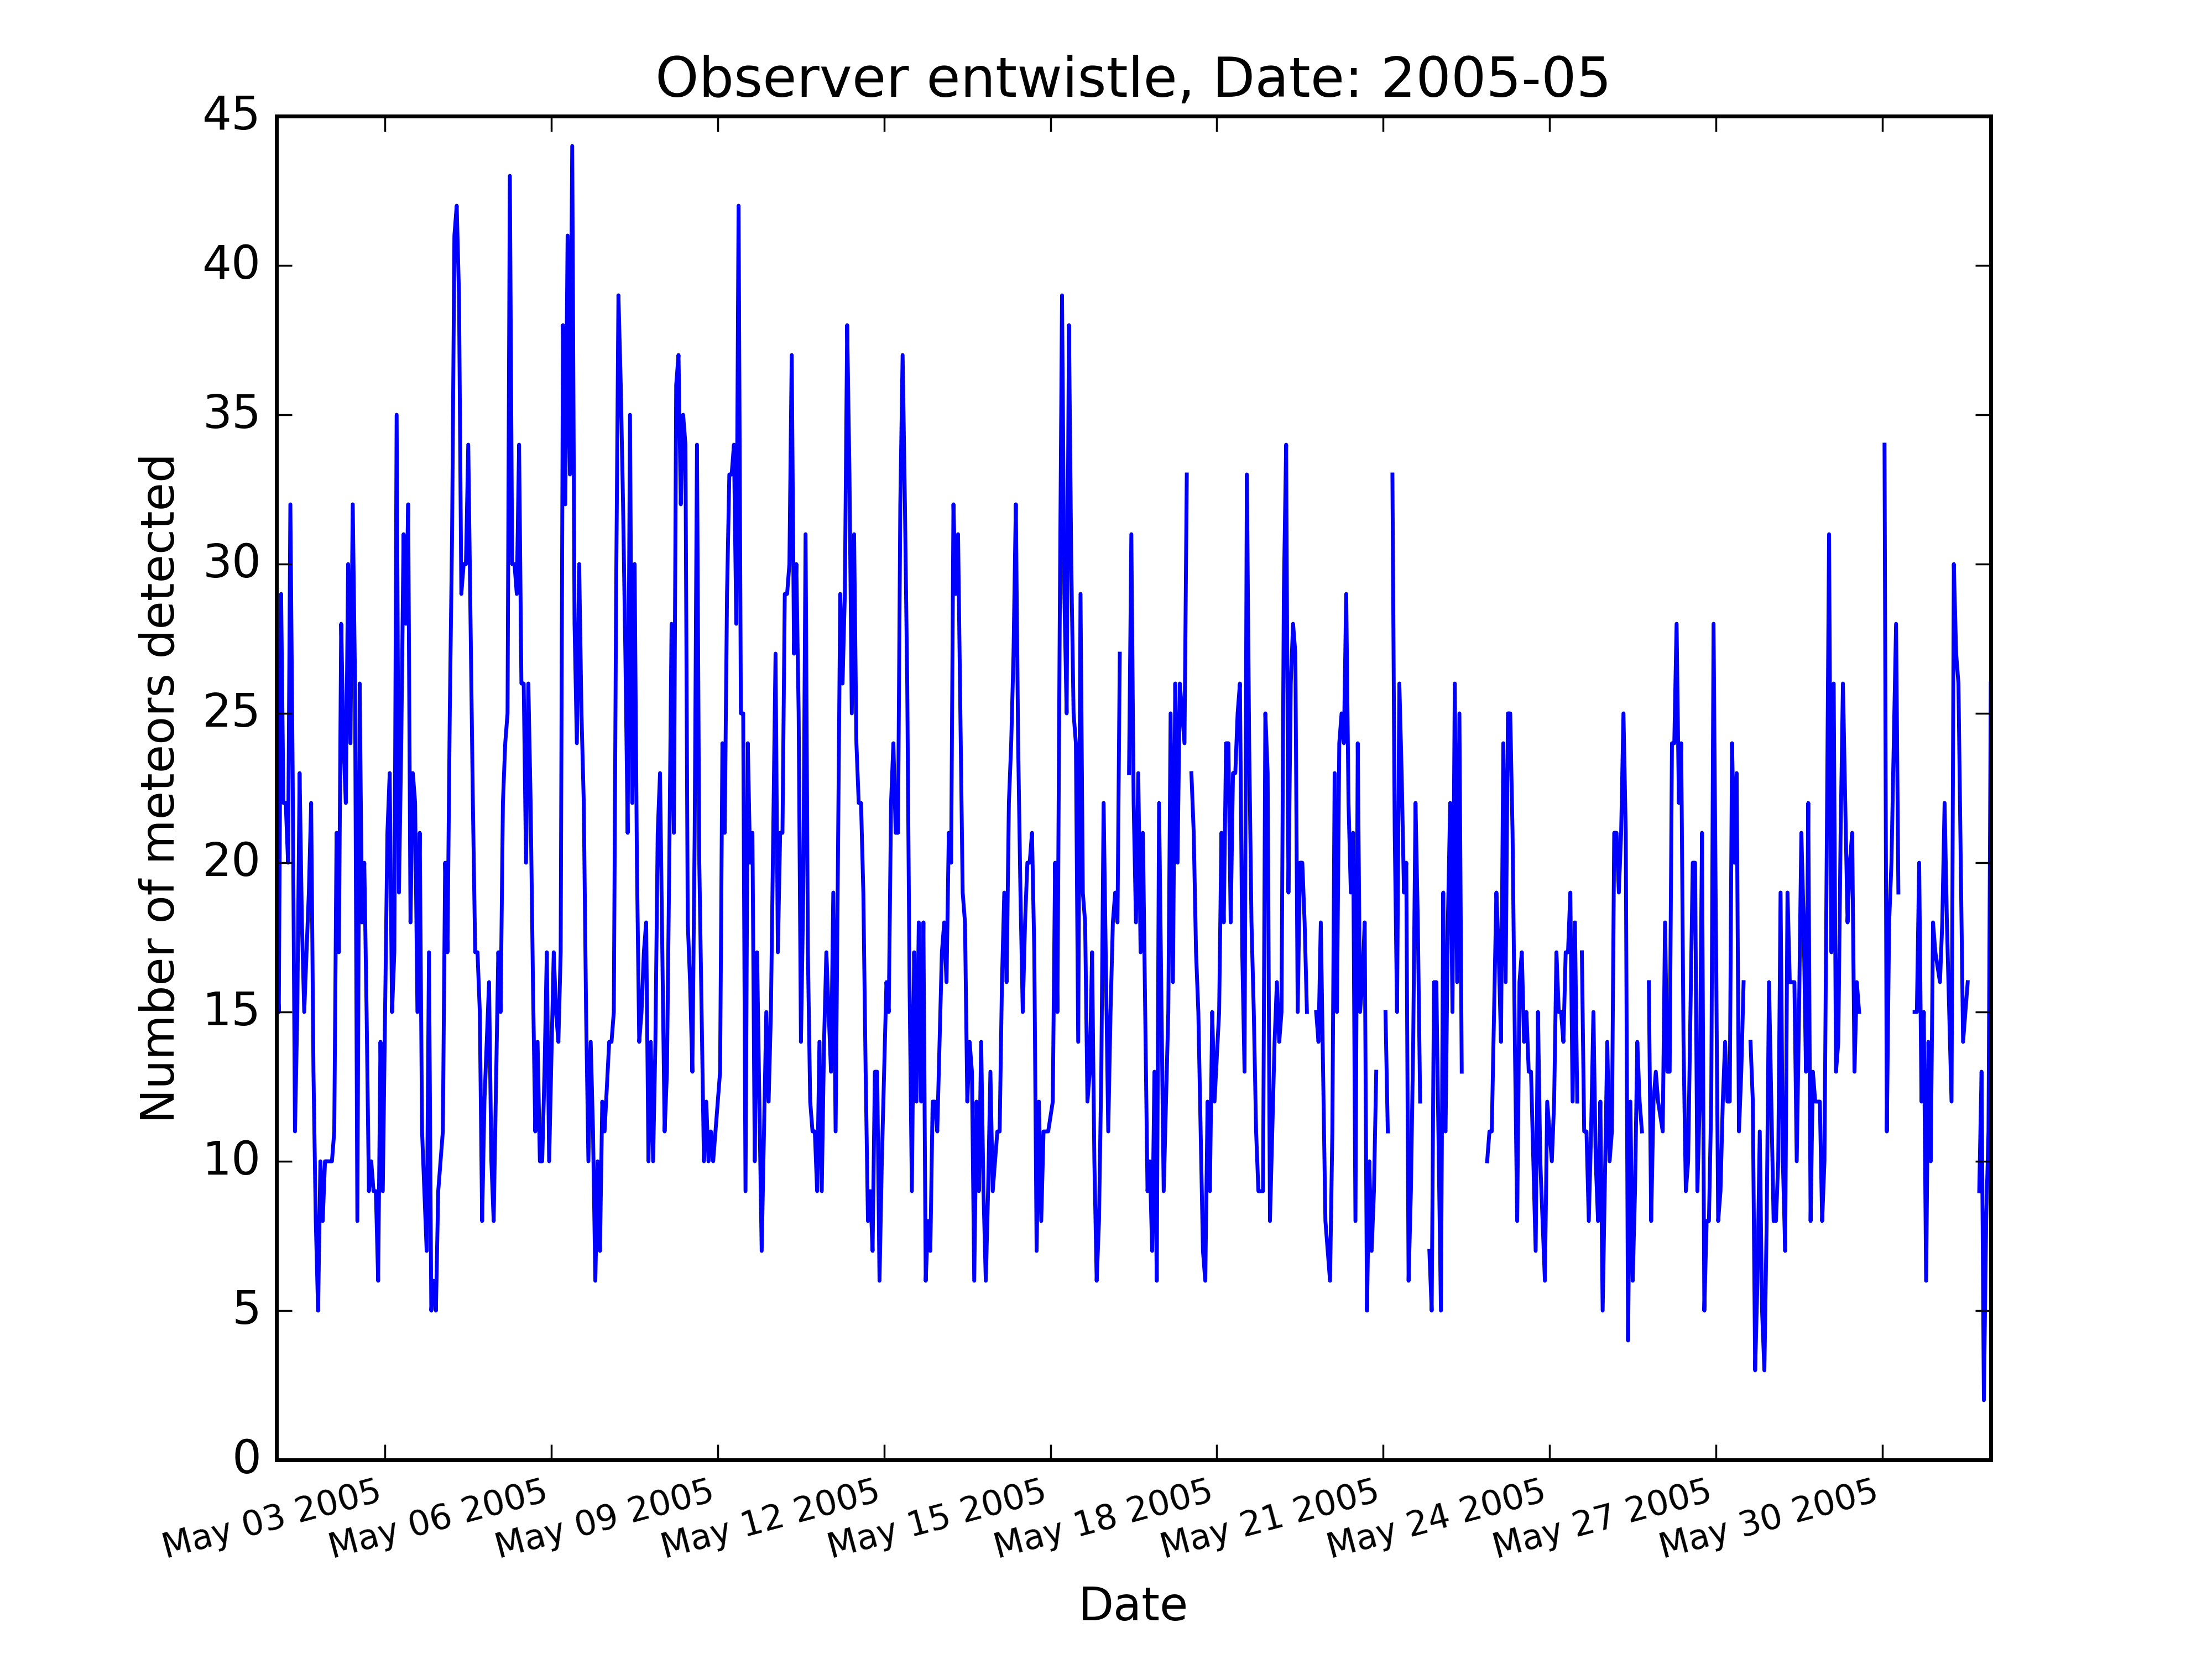 Observer entwistle, Date: 2005-05
45
40
35
30
25
20
15
10
5
0
Number of meteors detected
May 03 2005
May 06 2005
May 09 2005
May 12 2005
May 15 2005
May 18 2005
May 21 2005
May 24 2005
May 27 2005
May 30 2005
Date